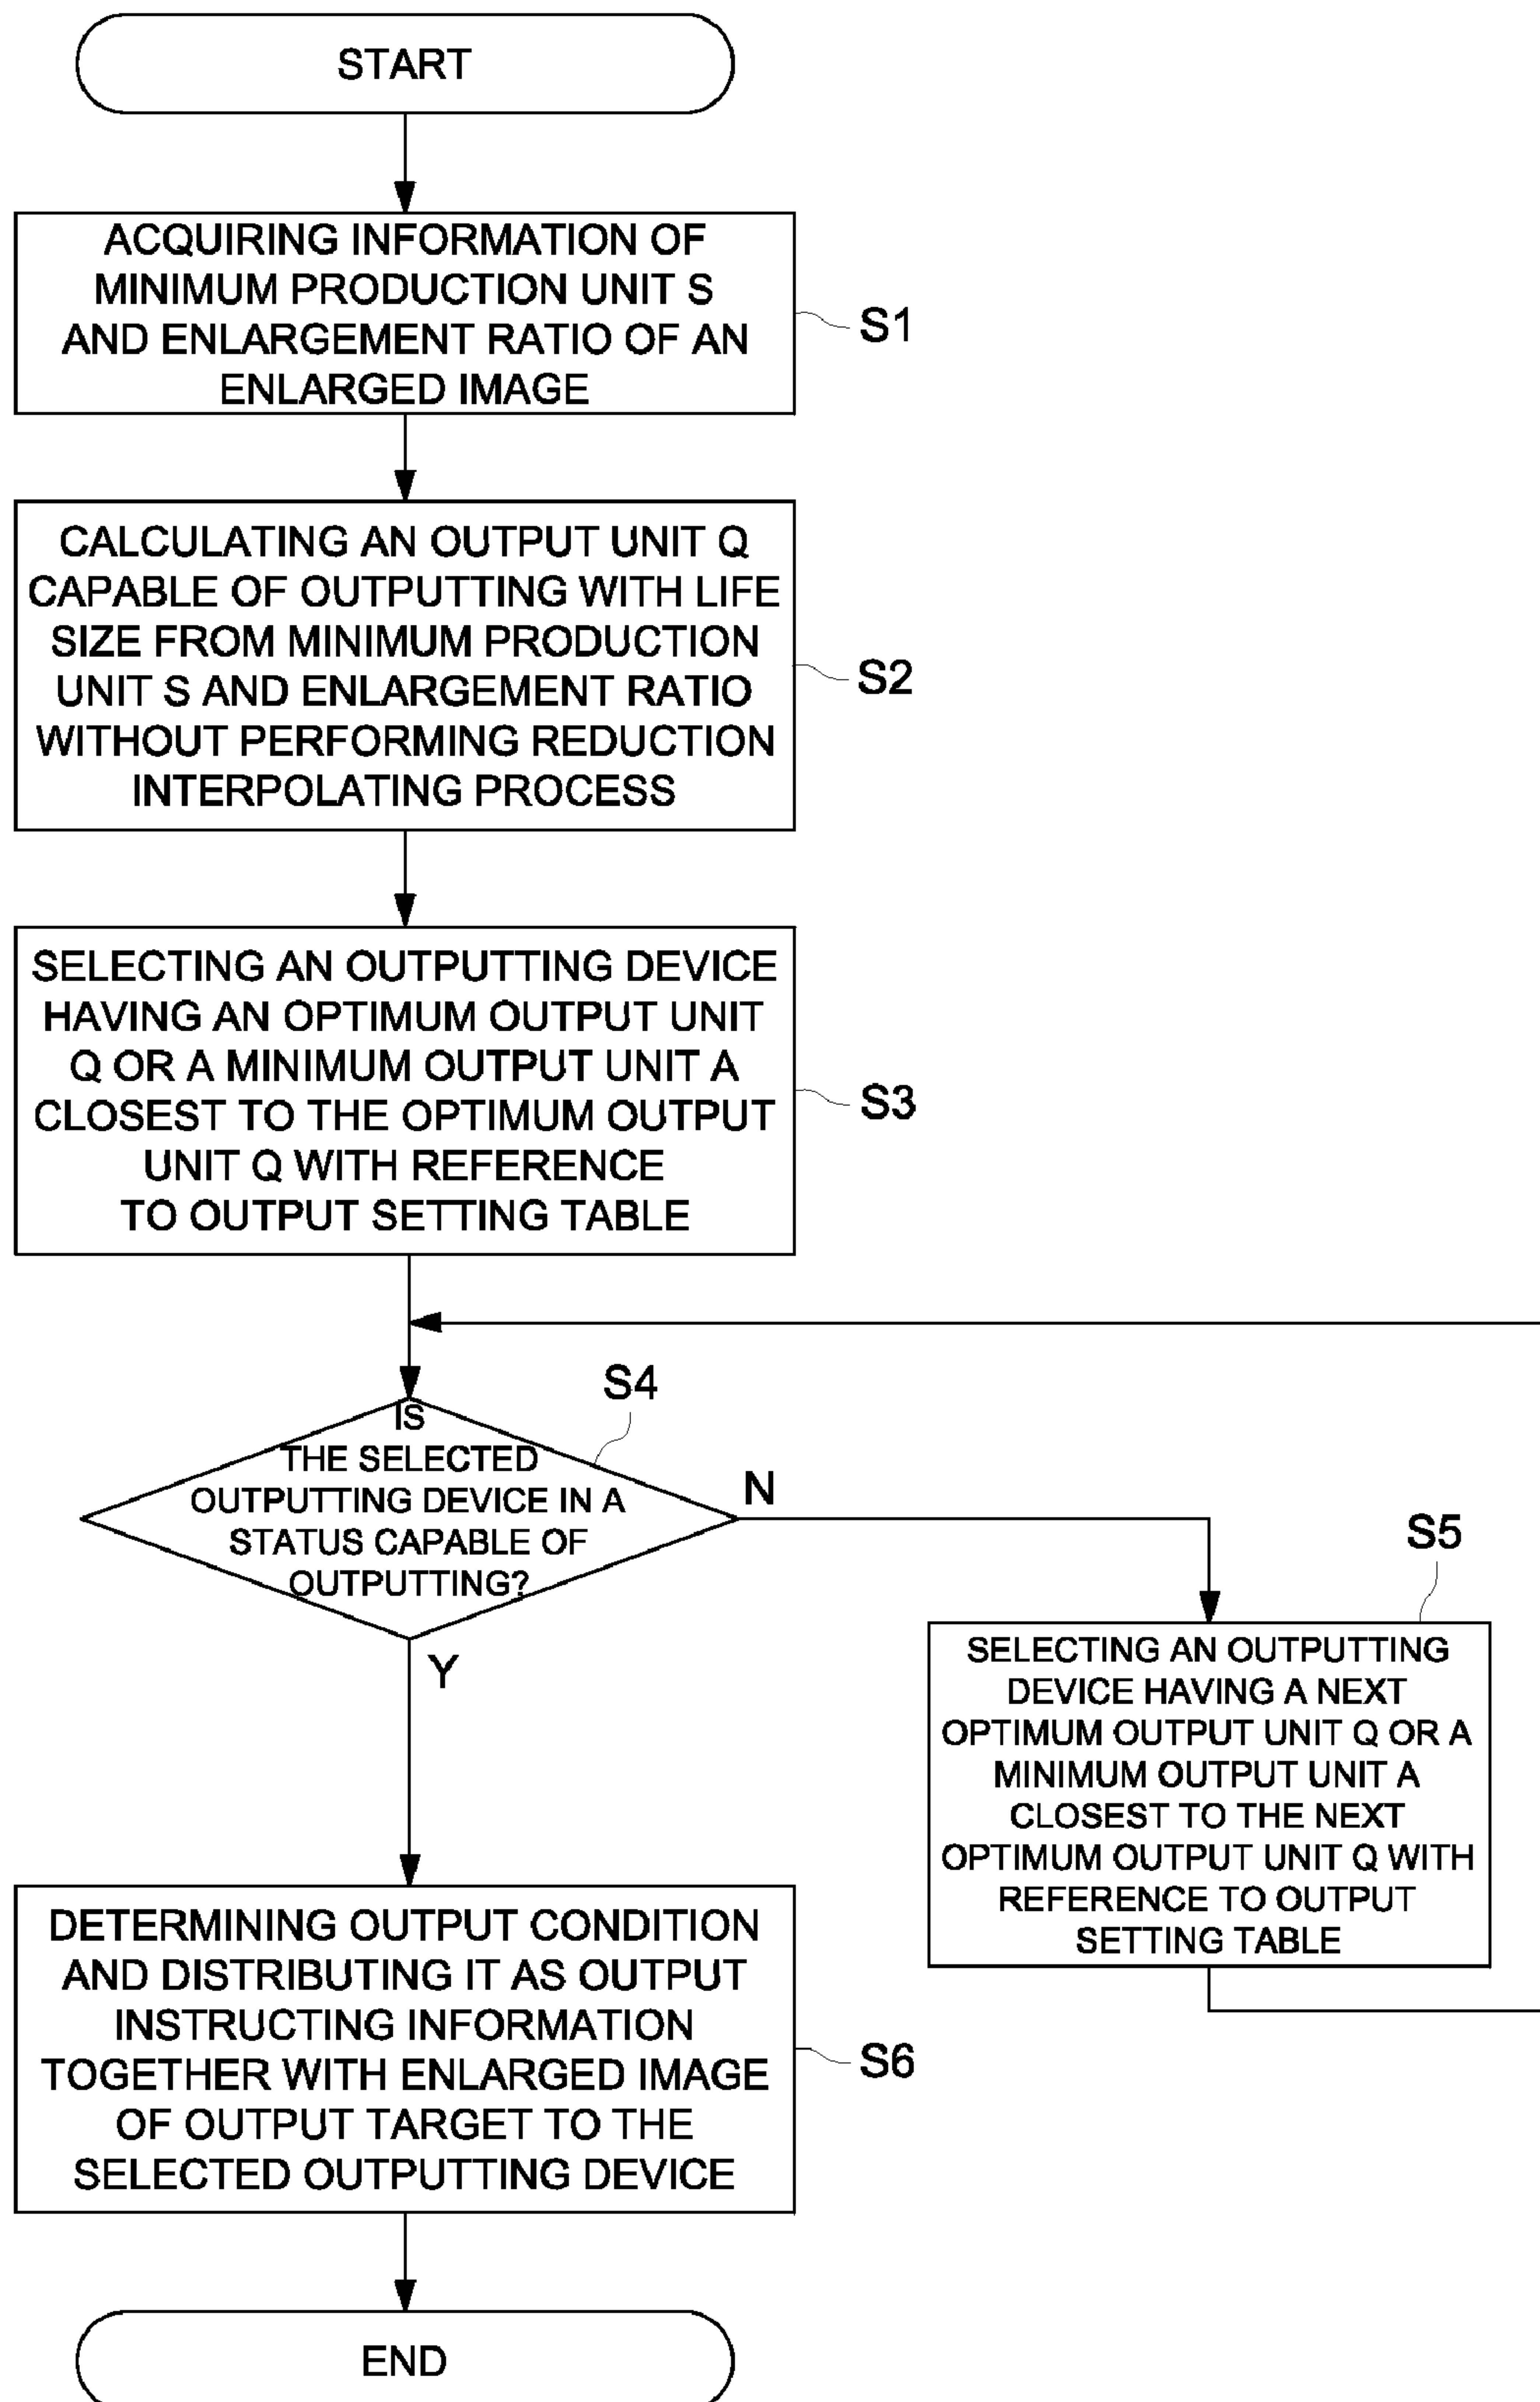 START
ACQUIRING INFORMATION OF
MINIMUM PRODUCTION UNIT S
AND ENLARGEMENT RATIO OF AN
ENLARGED IMAGE
S1
CALCULATING AN OUTPUT UNIT Q
CAPABLE OF OUTPUTTING WITH LIFE
SIZE FROM MINIMUM PRODUCTION
UNIT S AND ENLARGEMENT RATIO
WITHOUT PERFORMING REDUCTION
INTERPOLATING PROCESS
S2
SELECTING AN OUTPUTTING DEVICE
HAVING AN OPTIMUM OUTPUT UNIT
Q OR A MINIMUM OUTPUT UNIT A
CLOSEST TO THE OPTIMUM OUTPUT
UNIT Q WITH REFERENCE
TO OUTPUT SETTING TABLE
S3
S4
IS
THE SELECTED
OUTPUTTING DEVICE IN A
STATUS CAPABLE OF
OUTPUTTING?
N
Y
S5
SELECTING AN OUTPUTTING
DEVICE HAVING A NEXT
OPTIMUM OUTPUT UNIT Q OR A
MINIMUM OUTPUT UNIT A
CLOSEST TO THE NEXT
OPTIMUM OUTPUT UNIT Q WITH
REFERENCE TO OUTPUT
SETTING TABLE
DETERMINING OUTPUT CONDITION
AND DISTRIBUTING IT AS OUTPUT
INSTRUCTING INFORMATION
TOGETHER WITH ENLARGED IMAGE
OF OUTPUT TARGET TO THE
SELECTED OUTPUTTING DEVICE
S6
END